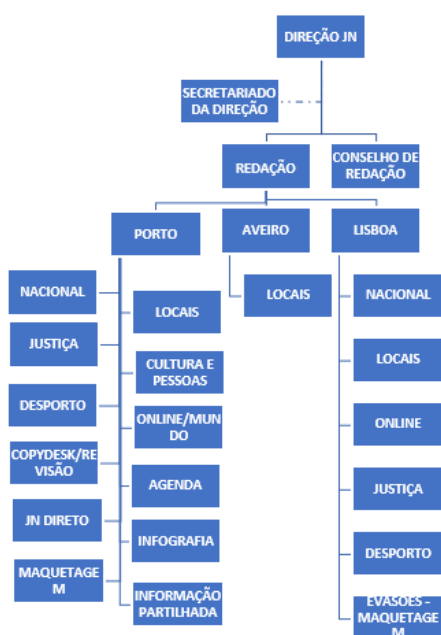 DIREÇÃO JN
SECRETARIADO
DA DIREÇÃO
REDAÇÃO
CONSELHO DE
REDAÇÃO
PORTO
AVEIRO
LISBOA
NACIONAL
LOCAIS
JUSTIÇA
CULTURA E
PESSOAS
DESPORTO
ONLINE/MUN
DO
COPYDESK/RE
VISÃO
AGENDA
JN DIRETO
INFOGRAFIA
MAQUETAGE
M
INFORMAÇÃO
PARTILHADA
LOCAIS
NACIONAL
LOCAIS
ONLINE
JUSTIÇA
DESPORTO
EVASÕES -
MAQUETAGE
M